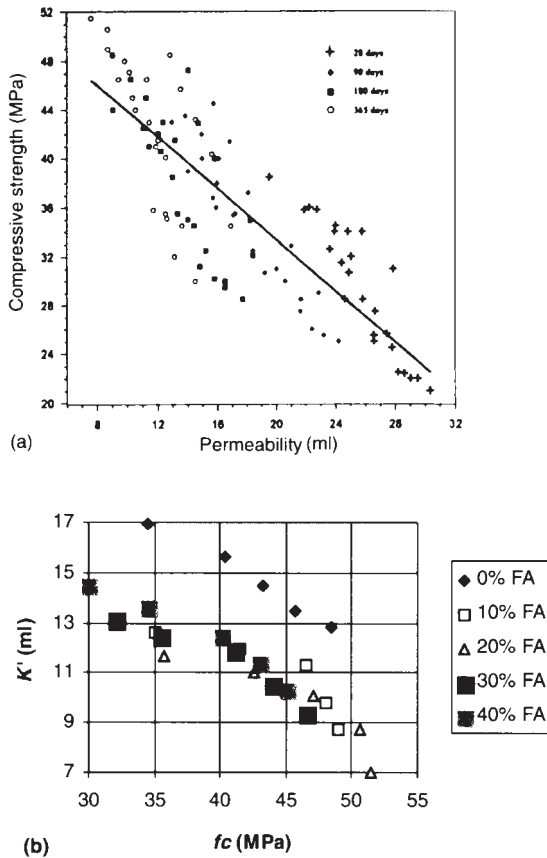 Compressive strength (MPa)
52
48
44
40
36
32
28
24
20
28 days
90 days
180 days
365 days
8
12
16
20
24
28
32
Permeability (ml)
(a)
K' (ml)
17
15
13
11
9
7
0% FA
10% FA
20% FA
30% FA
40% FA
30
35
40
45
50
55
fc (MPa)
(b)